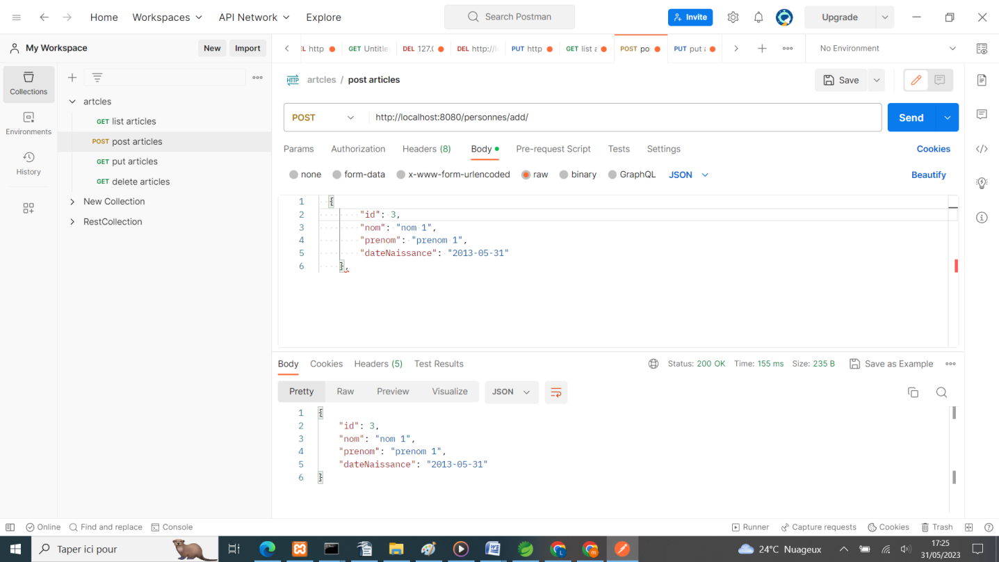 Home Workspaces API Network Explore Search Postman Invite Upgrade
My Workspace New Import
http GET Untitle DEL 127.( DEL http:// PUT http GET list a POST po PUT put a No Environment
Collections
Environments
History
artcles
GET list articles
POST post articles
GET put articles
GET delete articles
New Collection
RestCollection
HTTP artcles / post articles Save
POST http://localhost:8080/personnes/add/ Send
Params Authorization Headers (8) Body Pre-request Script Tests Settings Cookies
none form-data x-www-form-urlencoded raw binary GraphQL JSON Beautify
1 {
2 "id": 3,
3 "nom": "nom 1",
4 "prenom": "prenom 1",
5 "dateNaissance": "2013-05-31"
6 },
Body Cookies Headers (5) Test Results Status: 200 OK Time: 155 ms Size: 235 B Save as Example
Pretty Raw Preview Visualize JSON
1 {
2 "id": 3,
3 "nom": "nom 1",
4 "prenom": "prenom 1",
5 "dateNaissance": "2013-05-31"
6 }
Online Find and replace Console Runner Capture requests Cookies Trash
Taper ici pour 24°C Nuageux 17:25
31/05/2023